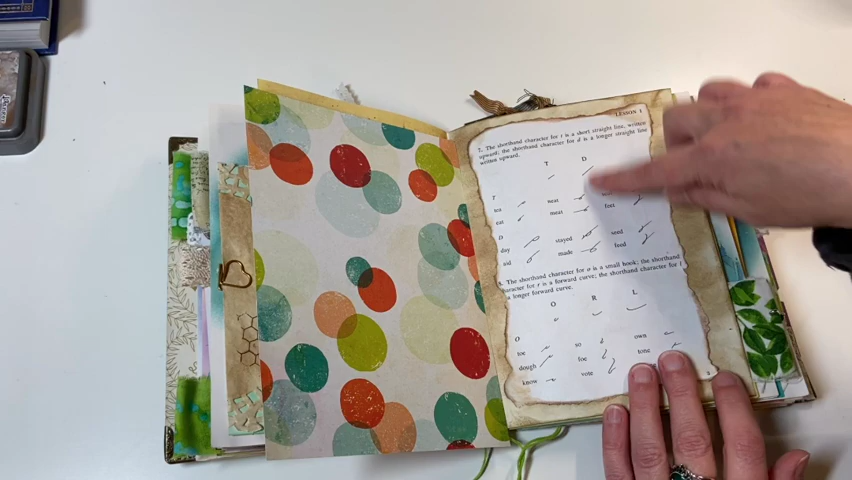 LESSON 1
7. The shorthand character for t is a short straight line, written
upward; the shorthand character for d is a longer straight line
written upward.
T D
T
tea neat
eat meat feet
D
day stayed seed
aid made feed
8. The shorthand character for o is a small hook; the shorthand
character for r is a forward curve; the shorthand character for l
a longer forward curve.
O R L
O
toe so own
dough foe tone
know vote